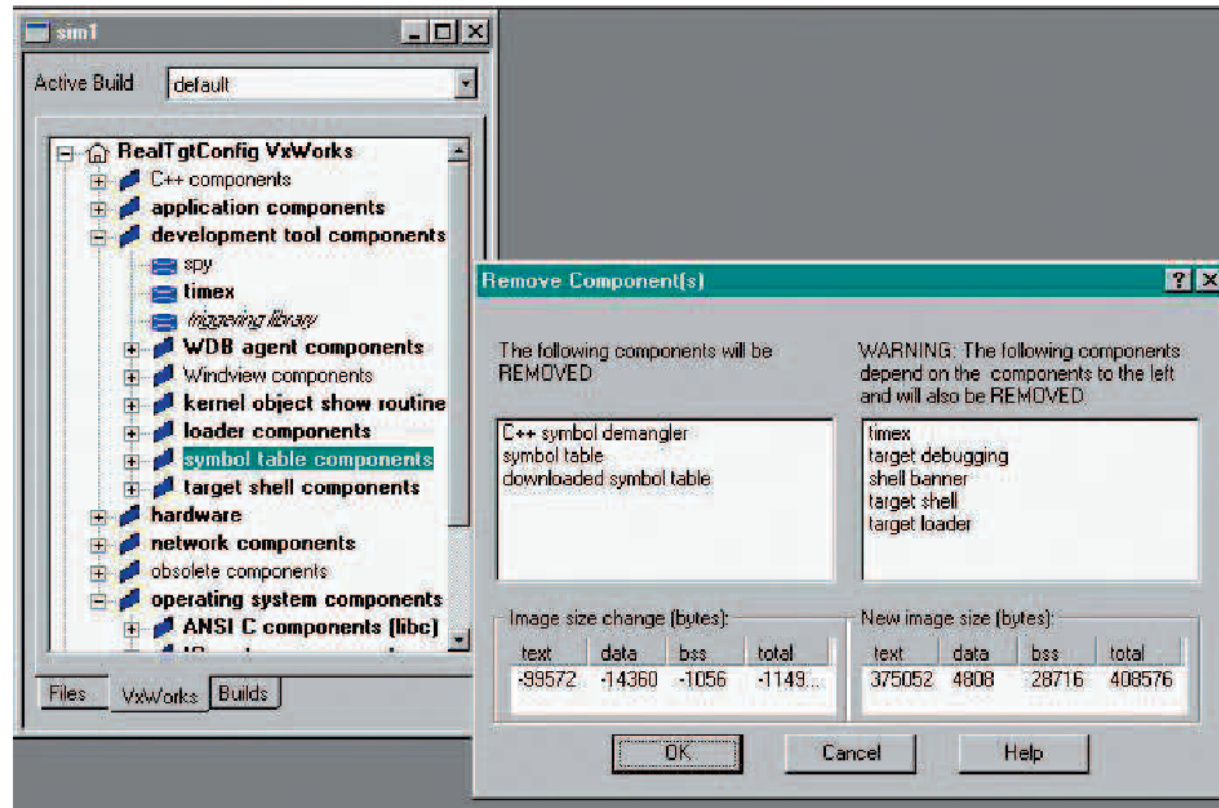 sim1
Active Build default
RealTgtConfig VxWorks
C++ components
application components
development tool components
spy
timex
triggering library
WDB agent components
Windview components
kernel object show routine
loader components
symbol table components
target shell components
hardware
network components
obsolete components
operating system components
ANSI C components (libc)
Files VxWorks Builds
Remove Component(s)
The following components will be
REMOVED
C++ symbol demangler
symbol table
downloaded symbol table
WARNING: The following components
depend on the components to the left
and will also be REMOVED
timex
target debugging
shell banner
target shell
target loader
Image size change (bytes):
text data bss total
-99572 -14360 -1056 -1149...
New image size (bytes):
text data bss total
375052 4808 28716 408576
OK Cancel Help